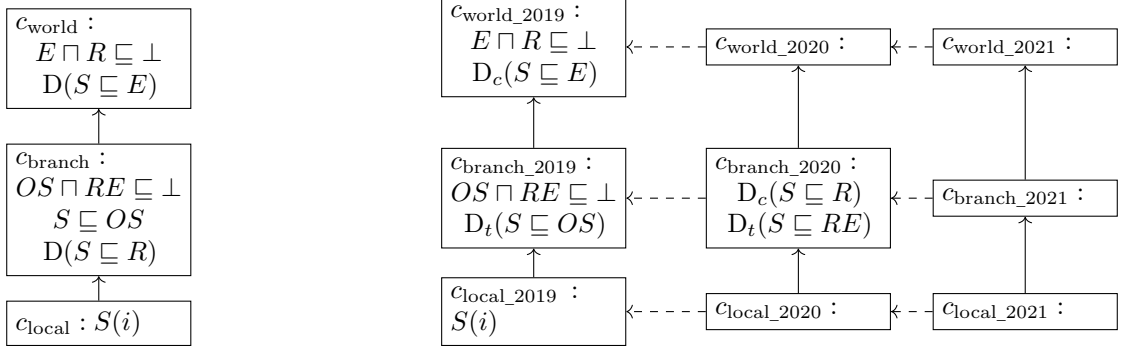 c_world :
E ⊓ R ⊑ ⊥
D(S ⊑ E)
c_branch :
OS ⊓ RE ⊑ ⊥
S ⊑ OS
D(S ⊑ R)
c_local : S(i)
c_world_2019 :
E ⊓ R ⊑ ⊥
D_c(S ⊑ E)
c_world_2020 :
c_world_2021 :
c_branch_2019 :
OS ⊓ RE ⊑ ⊥
D_t(S ⊑ OS)
c_branch_2020 :
D_c(S ⊑ R)
D_t(S ⊑ RE)
c_branch_2021 :
c_local_2019 :
S(i)
c_local_2020 :
c_local_2021 :